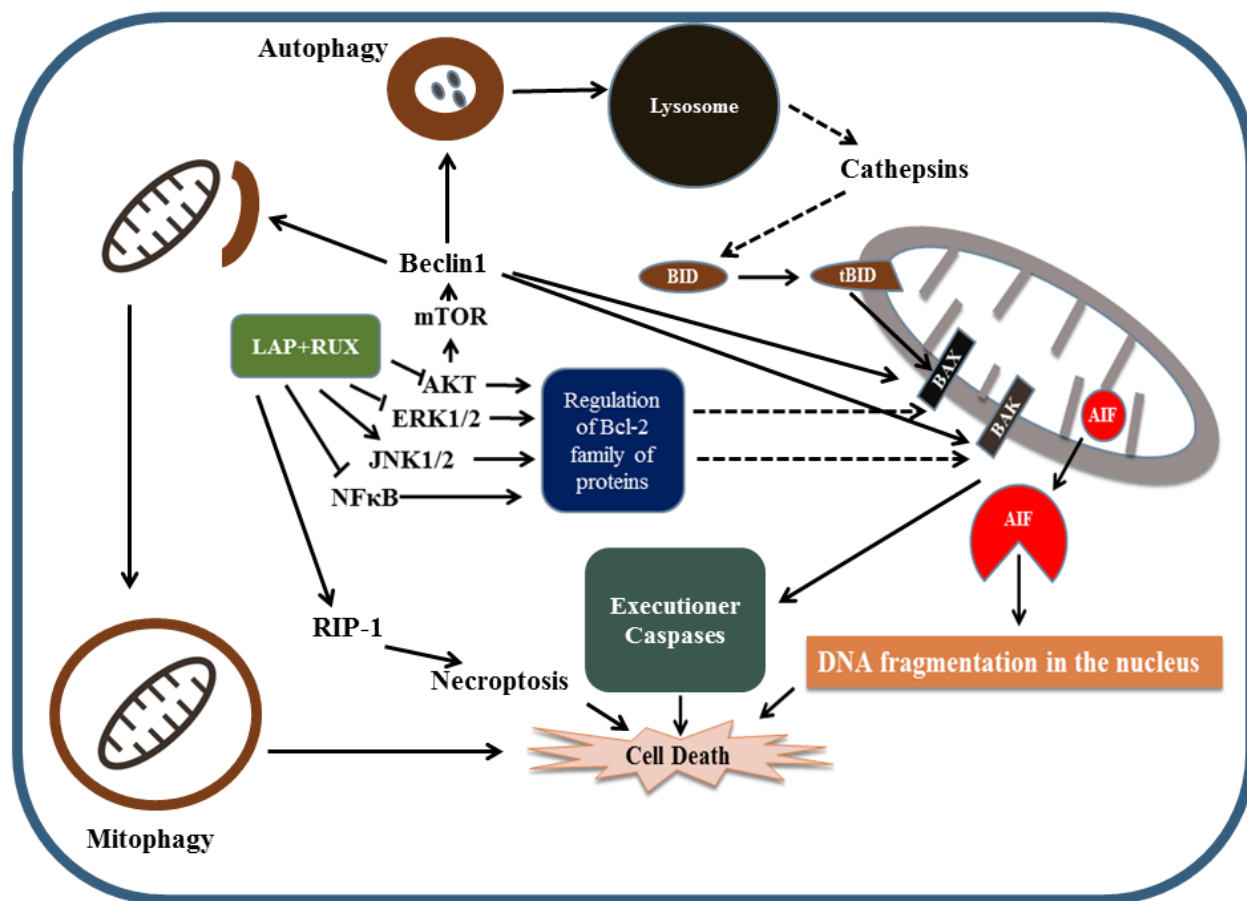 Autophagy
Lysosome
Cathepsins
Beclin1
BID
tBID
mTOR
LAP+RUX
AKT
ERK1/2
JNK1/2
NFκB
Regulation
of Bcl-2
family of
proteins
BAX
BAK
AIF
AIF
Executioner
Caspases
RIP-1
Necroptosis
DNA fragmentation in the nucleus
Cell Death
Mitophagy